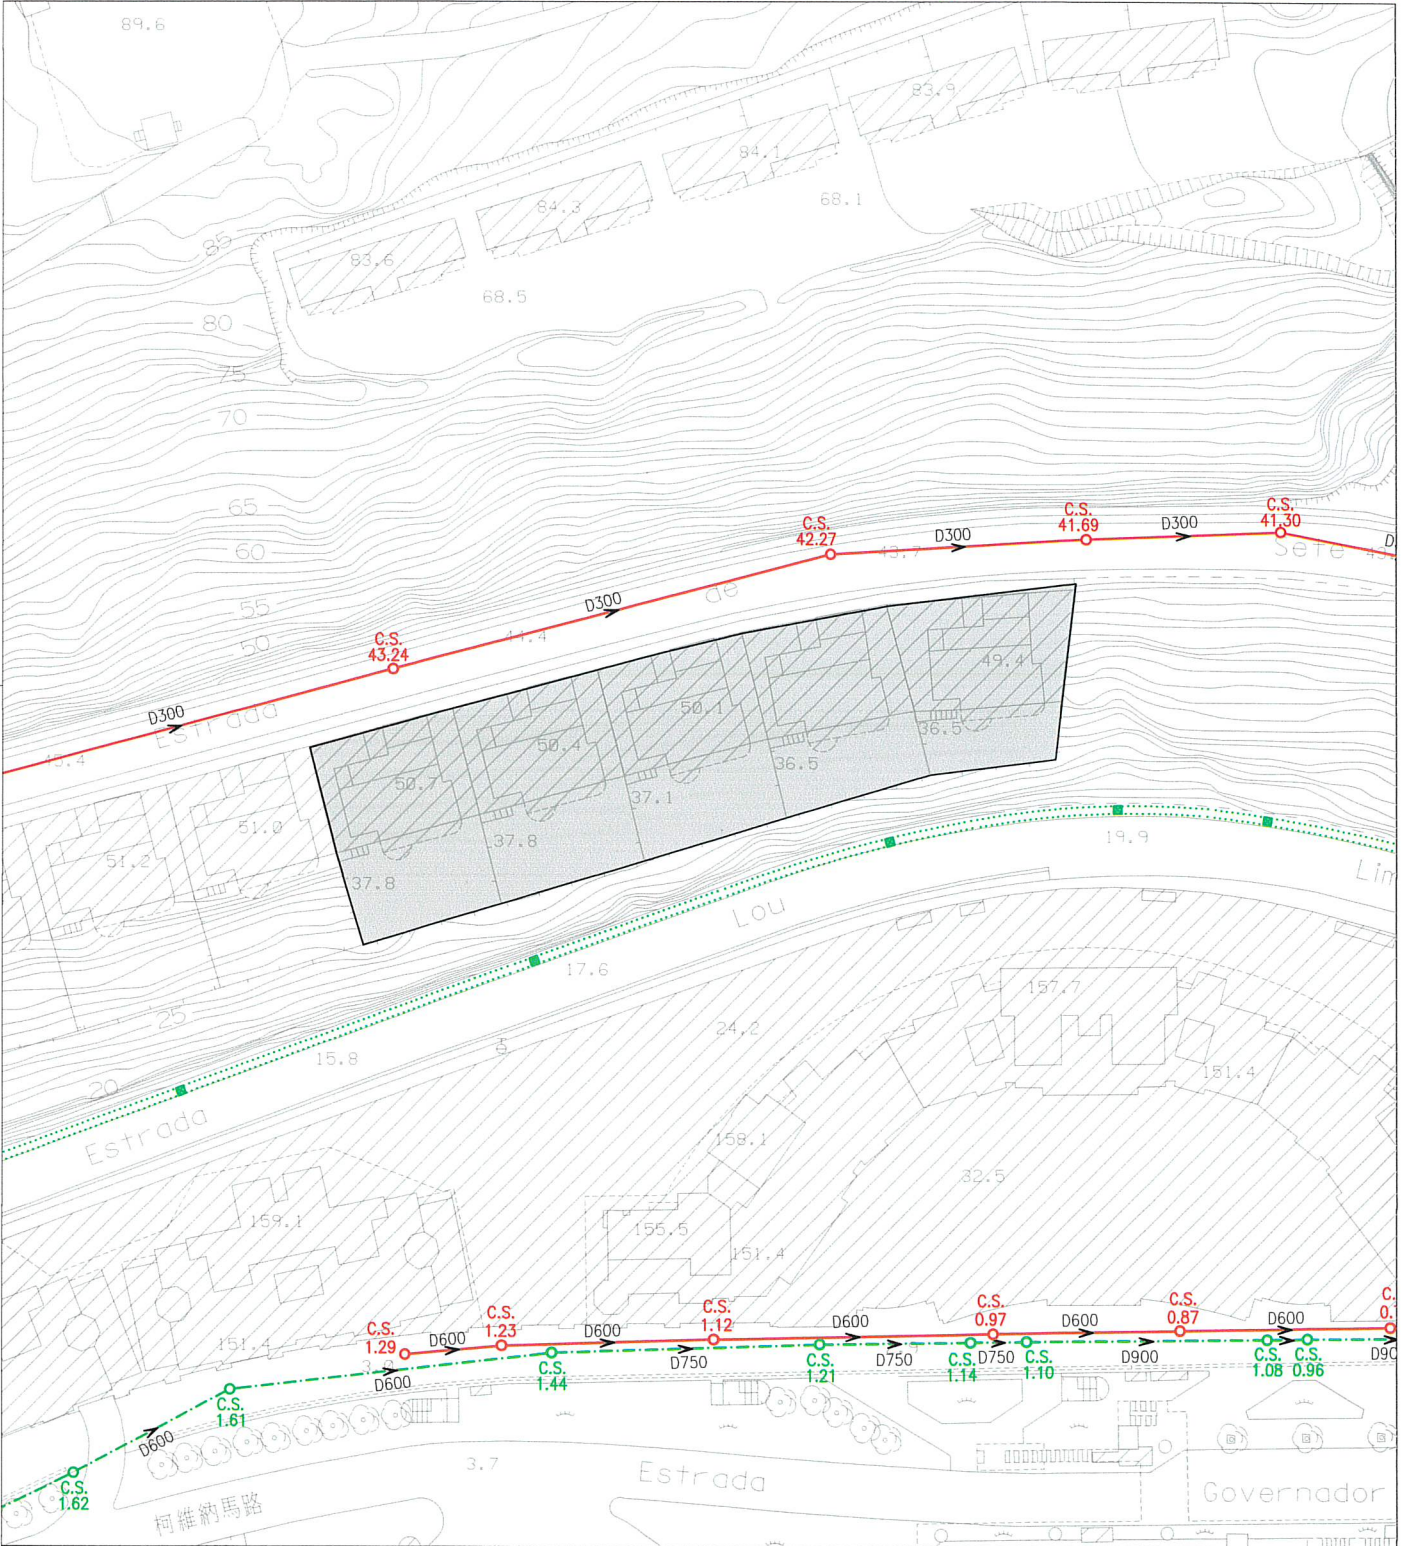 89.6
83.9
84.1
84.3
68.1
83.6
68.5
85
80
75
70
65
60
55
50
C.S.
42.27
D300
43.7
C.S.
41.69
D300
C.S.
41.30
Sete
C.S.
43.24
D300
44.4
de
D300
Estrada
49.4
50.1
50.4
50.7
36.5
36.5
37.1
37.8
37.8
51.0
51.2
19.9
Lou
Lim
17.6
25
20
15.8
Estrada
24.2
157.7
151.4
158.1
32.5
159.1
155.5
151.4
151.4
C.S.
1.29
D600
C.S.
1.23
D600
C.S.
1.12
D600
C.S.
0.97
D600
C.S.
0.87
D600
C.S.
D600
C.S.
1.44
D750
C.S.
1.21
D750
C.S.
1.14
D750
C.S.
1.10
D900
C.S.
1.08
C.S.
0.96
D90
C.S.
1.61
D600
C.S.
1.62
3.7
Estrada
Governador
柯維納馬路